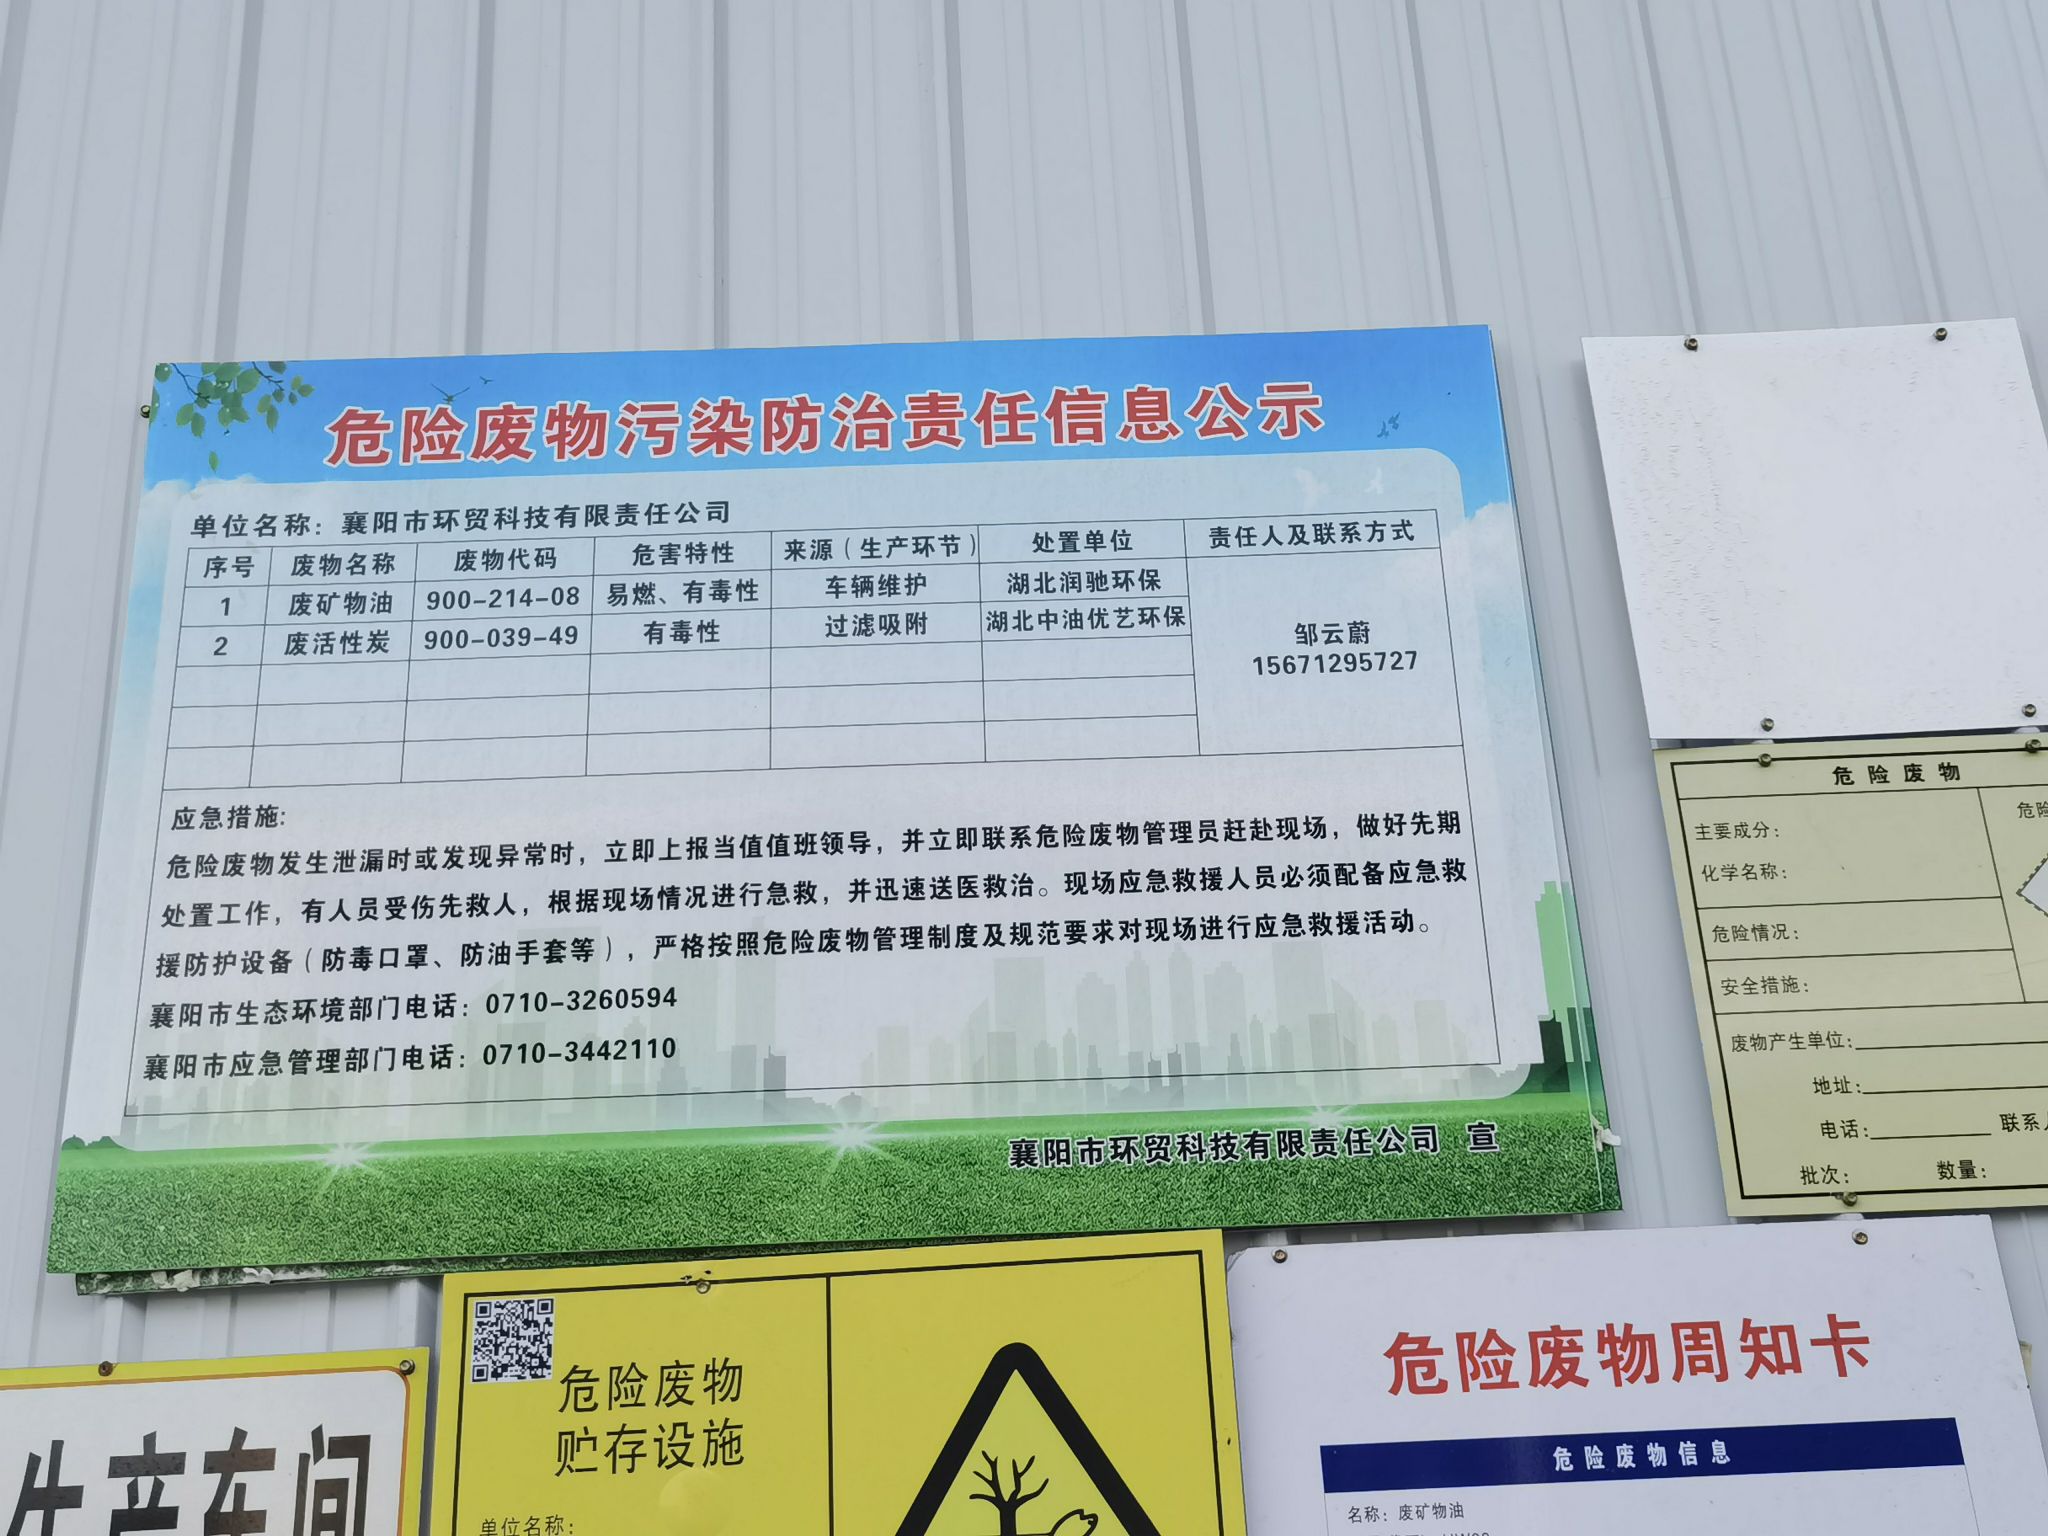 危险废物污染防治责任信息公示
单位名称：襄阳市环贸科技有限责任公司
序号 废物名称 废物代码 危害特性 来源（生产环节） 处置单位 责任人及联系方式
1 废矿物油 900-214-08 易燃、有毒性 车辆维护 湖北润驰环保
2 废活性炭 900-039-49 有毒性 过滤吸附 湖北中油优艺环保
邹云蔚
15671295727
应急措施:
危险废物发生泄漏时或发现异常时，立即上报当值值班领导，并立即联系危险废物管理员赶赴现场，做好先期
处置工作，有人员受伤先救人，根据现场情况进行急救，并迅速送医救治。现场应急救援人员必须配备应急救
援防护设备（防毒口罩、防油手套等），严格按照危险废物管理制度及规范要求对现场进行应急救援活动。
襄阳市生态环境部门电话：0710-3260594
襄阳市应急管理部门电话：0710-3442110
襄阳市环贸科技有限责任公司 宣
危险废物
主要成分：
化学名称：
危险
危险情况：
安全措施：
废物产生单位：
地址：
电话： 联系
批次： 数量：
生产车间
危险废物
贮存设施
单位名称：
危险废物周知卡
危险废物信息
名称：废矿物油